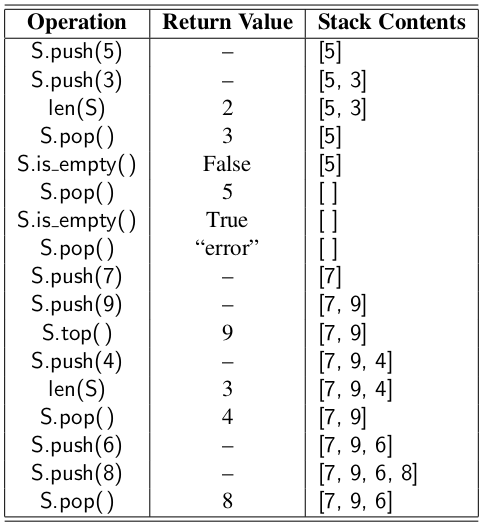 Operation Return Value Stack Contents
S.push(5) – [5]
S.push(3) – [5, 3]
len(S) 2 [5, 3]
S.pop( ) 3 [5]
S.is_empty( ) False [5]
S.pop( ) 5 [ ]
S.is_empty( ) True [ ]
S.pop( ) “error” [ ]
S.push(7) – [7]
S.push(9) – [7, 9]
S.top( ) 9 [7, 9]
S.push(4) – [7, 9, 4]
len(S) 3 [7, 9, 4]
S.pop( ) 4 [7, 9]
S.push(6) – [7, 9, 6]
S.push(8) – [7, 9, 6, 8]
S.pop( ) 8 [7, 9, 6]